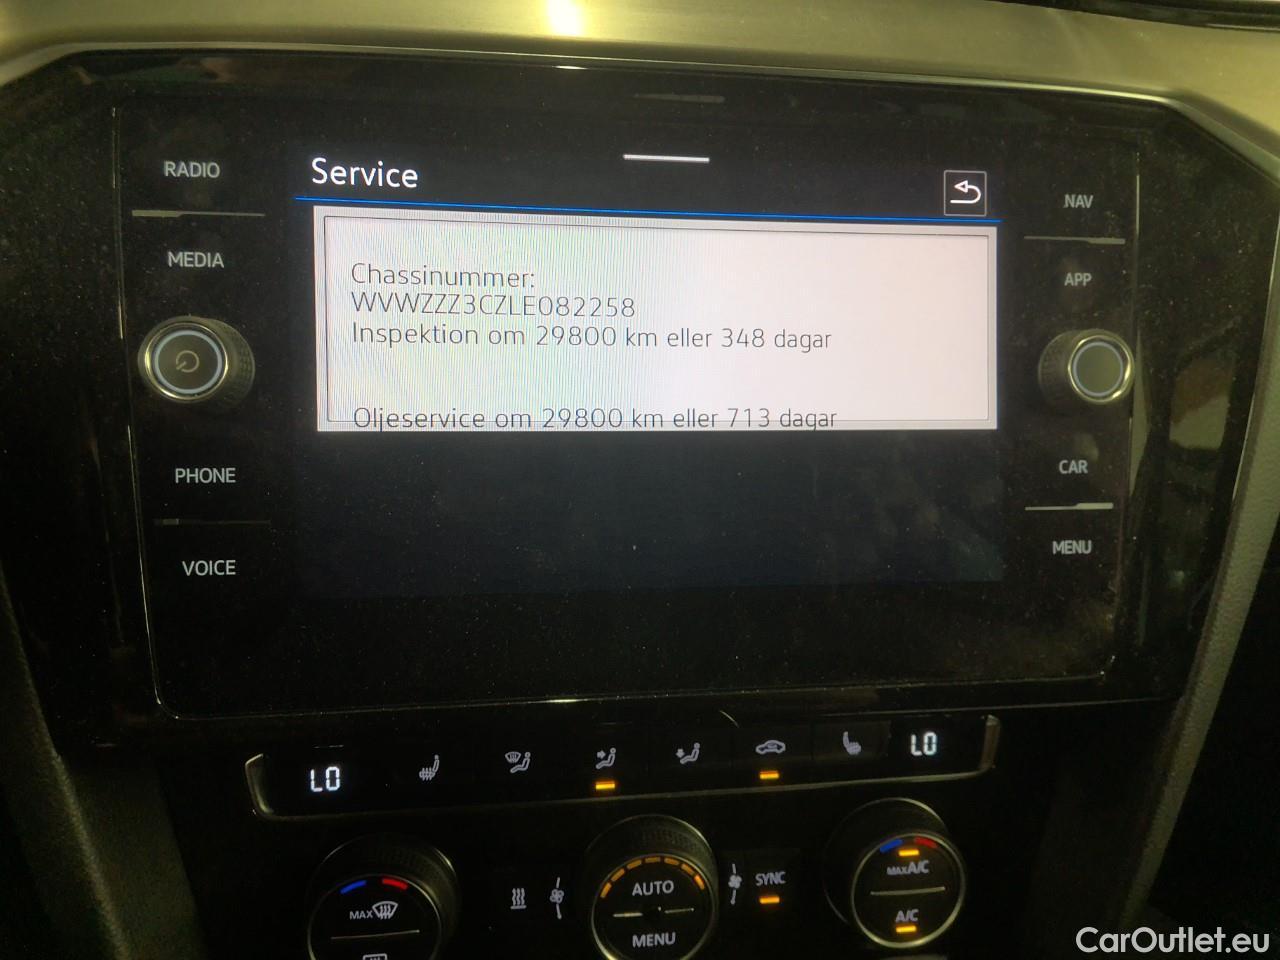 Service
RADIO
MEDIA
PHONE
VOICE
NAV
APP
CAR
MENU
Chassinummer:
WVWZZZ3CZLE082258
Inspektion om 29800 km eller 348 dagar
Oljeservice om 29800 km eller 713 dagar
LO
LO
MAX
AUTO
MENU
SYNC
MAX A/C
A/C
CarOutlet.eu